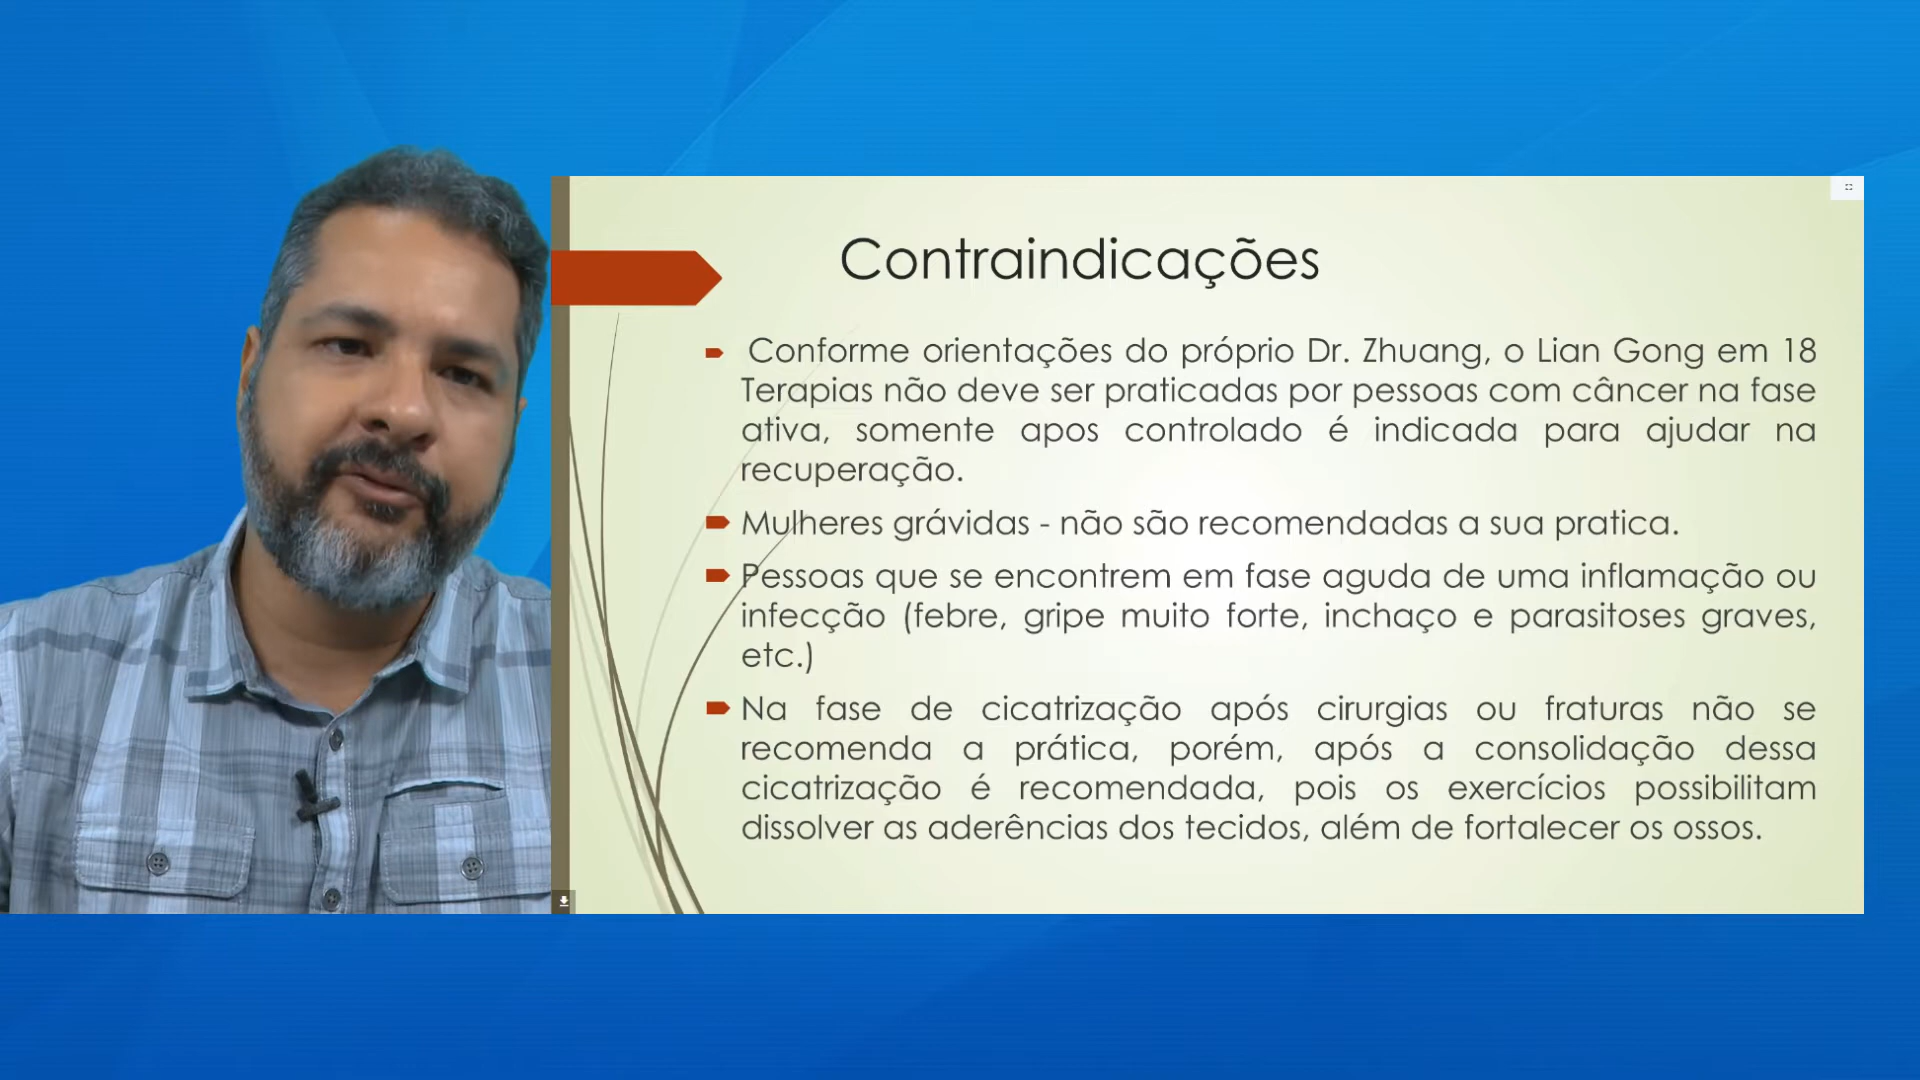 Contraindicações
Conforme orientações do próprio Dr. Zhuang, o Lian Gong em 18
Terapias não deve ser praticadas por pessoas com câncer na fase
ativa, somente apos controlado é indicada para ajudar na
recuperação.
Mulheres grávidas - não são recomendadas a sua pratica.
Pessoas que se encontrem em fase aguda de uma inflamação ou
infecção (febre, gripe muito forte, inchaço e parasitoses graves,
etc.)
Na fase de cicatrização após cirurgias ou fraturas não se
recomenda a prática, porém, após a consolidação dessa
cicatrização é recomendada, pois os exercícios possibilitam
dissolver as aderências dos tecidos, além de fortalecer os ossos.